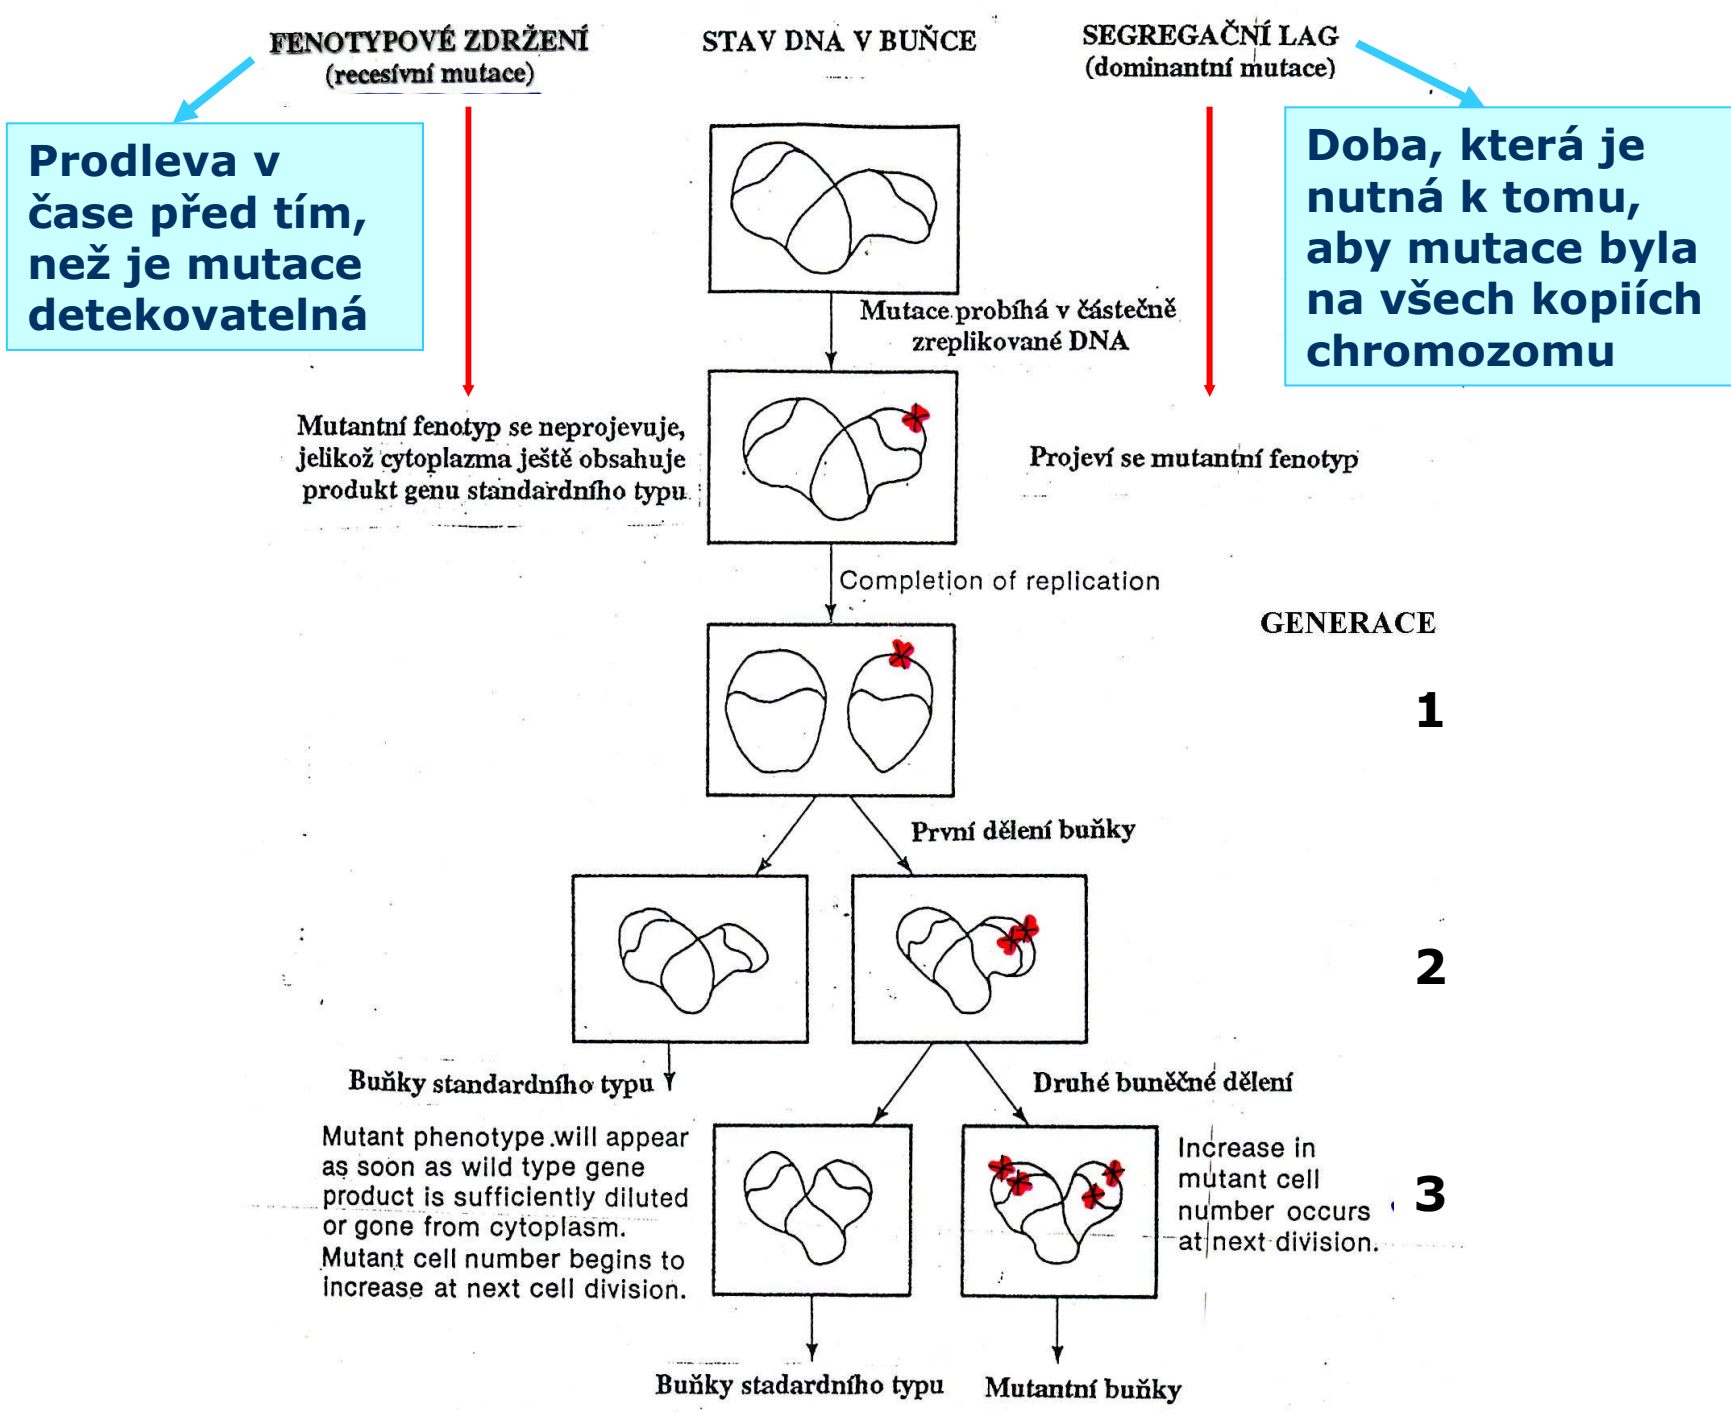 FENOTYPOVÉ ZDRŽENÍ
(recesívní mutace)
STAV DNA V BUŇCE
SEGREGAČNÍ LAG
(dominantní mutace)
Prodleva v
čase před tím,
než je mutace
detekovatelná
Doba, která je
nutná k tomu,
aby mutace byla
na všech kopiích
chromozomu
Mutace probíhá v částečně
zreplikované DNA
Mutantní fenotyp se neprojevuje,
jelikož cytoplazma ještě obsahuje
produkt genu standardního typu
Projeví se mutantní fenotyp
Completion of replication
GENERACE
1
První dělení buňky
2
Buňky standardního typu
Druhé buněčné dělení
Mutant phenotype will appear
as soon as wild type gene
product is sufficiently diluted
or gone from cytoplasm.
Mutant cell number begins to
increase at next cell division.
Increase in
mutant cell
number occurs
at next division.
3
Buňky stadardního typu
Mutantní buňky